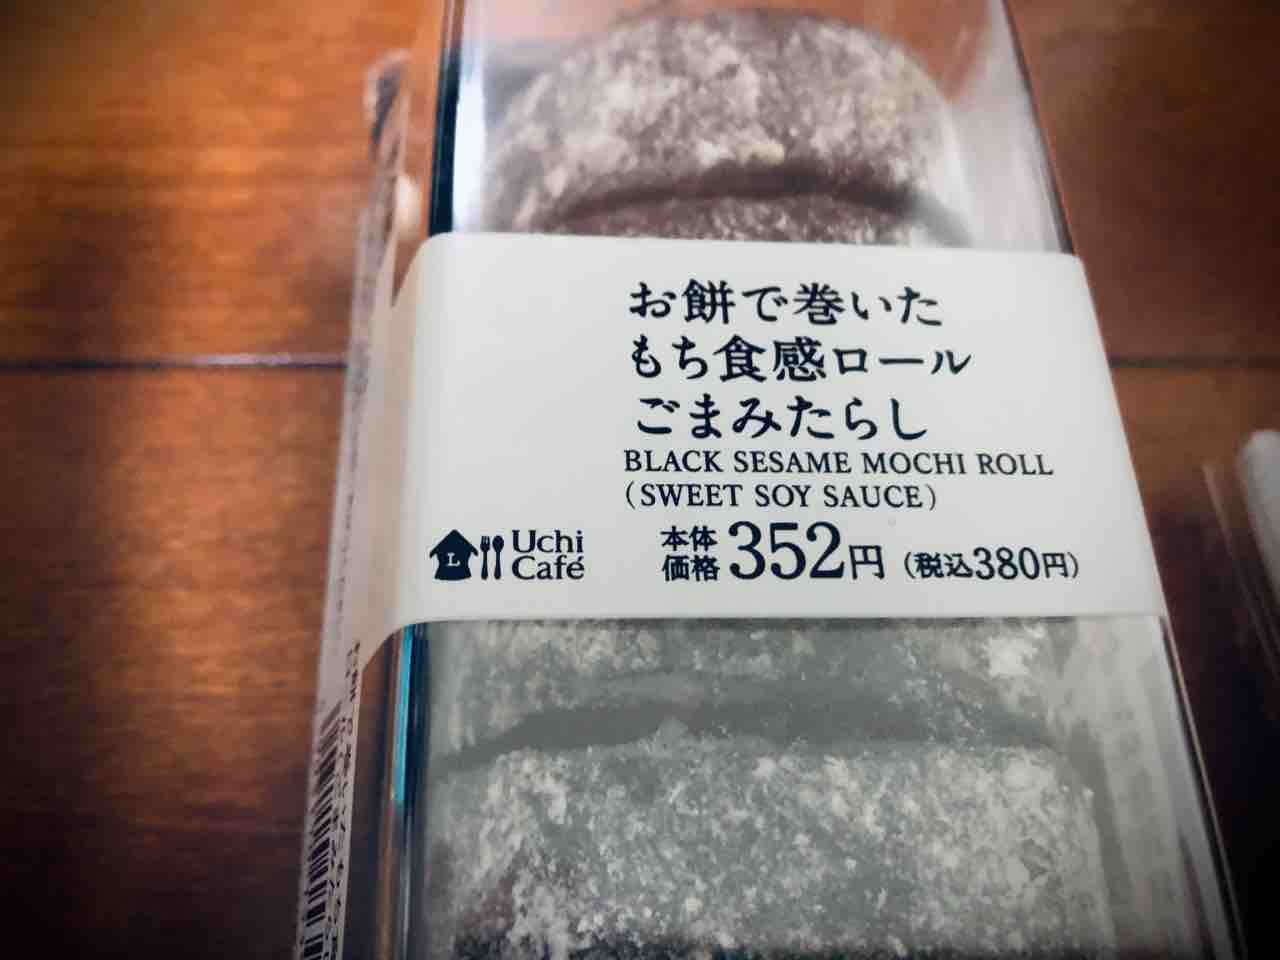 お餅で巻いた
もち食感ロール
ごまみたらし
BLACK SESAME MOCHI ROLL
(SWEET SOY SAUCE)
L Uchi Café
本体価格 352円 (税込380円)